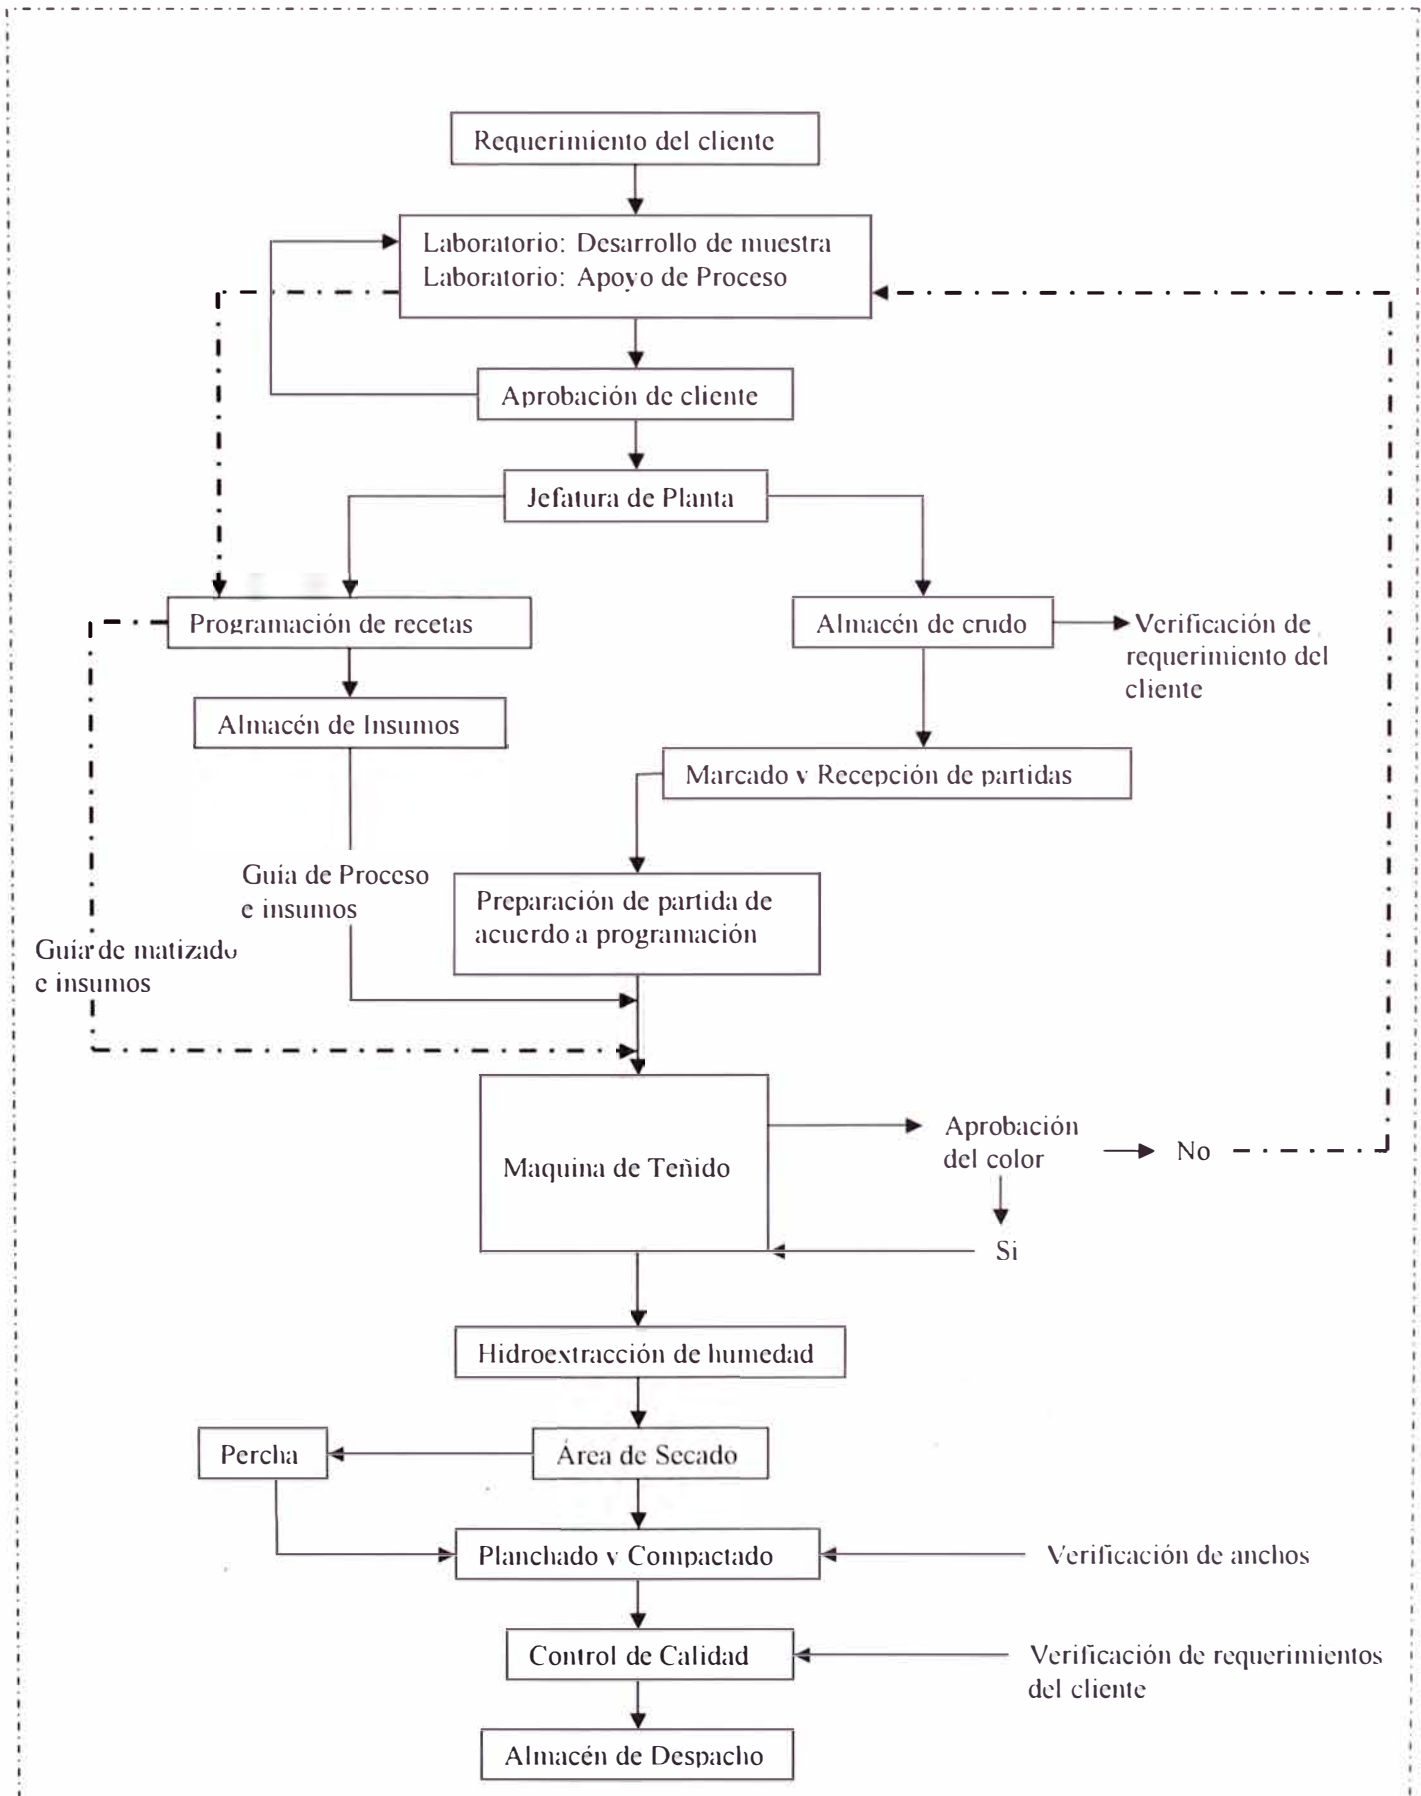 Requerimiento del cliente
Laboratorio: Desarrollo de muestra
Laboratorio: Apoyo de Proceso
Aprobación de cliente
Jefatura de Planta
Programación de recetas
Almacén de crudo
Verificación de
requerimiento del
cliente
Almacén de Insumos
Marcado y Recepción de partidas
Guía de Proceso
e insumos
Preparación de partida de
acuerdo a programación
Guía de matizado
e insumos
Maquina de Teñido
Aprobación
del color
No
Si
Hidroextracción de humedad
Percha
Área de Secado
Planchado y Compactado
Verificación de anchos
Control de Calidad
Verificación de requerimientos
del cliente
Almacén de Despacho